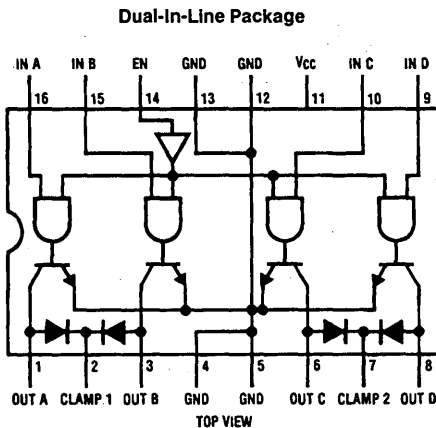 Dual-In-Line Package
IN A IN B EN GND GND VCC IN C IN D
16 15 14 13 12 11 10 9
1 2 3 4 5 6 7 8
OUT A CLAMP 1 OUT B GND GND OUT C CLAMP 2 OUT D
TOP VIEW